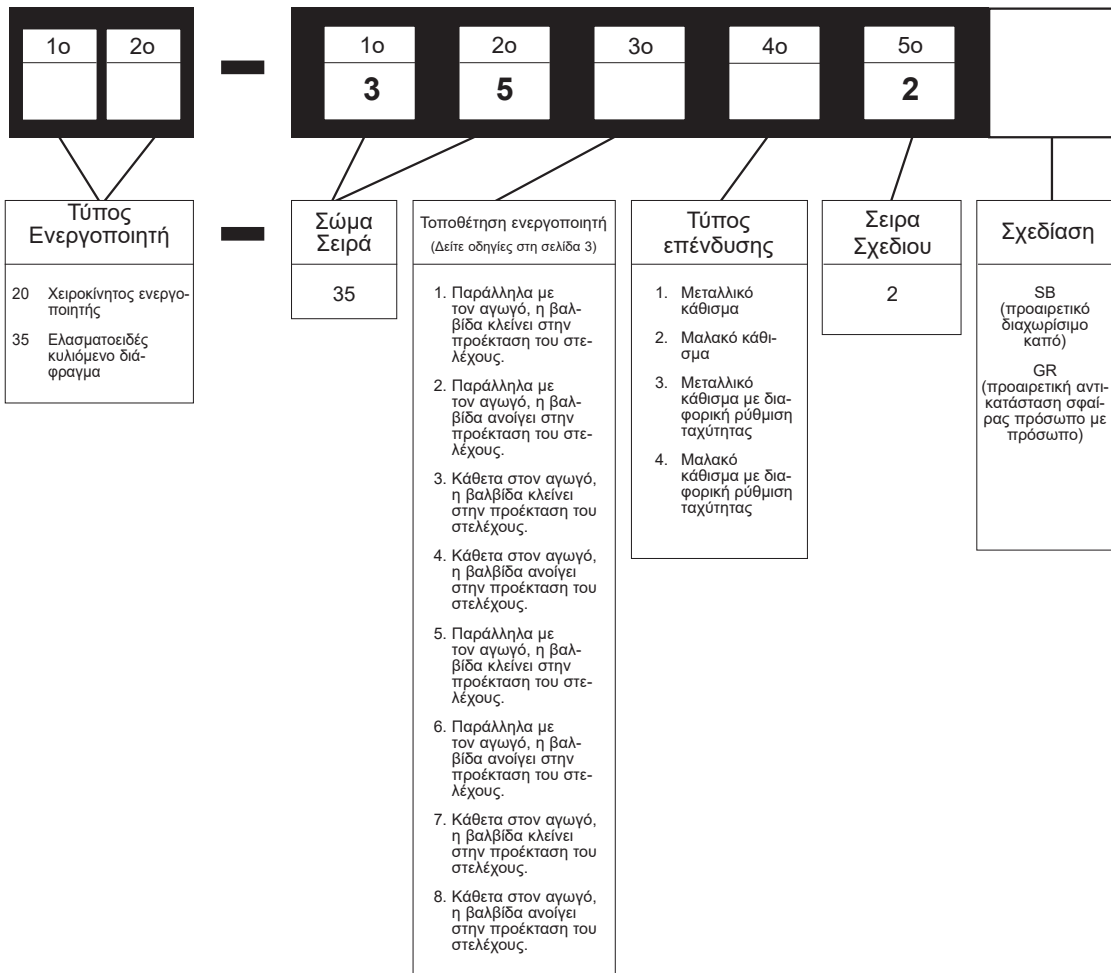 1ο 2ο
1ο 2ο 3ο 4ο 5ο
3 5 2
Τύπος
Ενεργοποιητή
20 Χειροκίνητος ενεργο-
ποιητής
35 Ελασματοειδές
κυλιόμενο διά-
φραγμα
Σώμα
Σειρά
35
Τοποθέτηση ενεργοποιητή
(Δείτε οδηγίες στη σελίδα 3)
1. Παράλληλα με
τον αγωγό, η βαλ-
βίδα κλείνει στην
προέκταση του στε-
λέχους.
2. Παράλληλα με
τον αγωγό, η βαλ-
βίδα ανοίγει στην
προέκταση του στε-
λέχους.
3. Κάθετα στον αγωγό,
η βαλβίδα κλείνει
στην προέκταση του
στελέχους.
4. Κάθετα στον αγωγό,
η βαλβίδα ανοίγει
στην προέκταση του
στελέχους.
5. Παράλληλα με
τον αγωγό, η βαλ-
βίδα κλείνει στην
προέκταση του στε-
λέχους.
6. Παράλληλα με
τον αγωγό, η βαλ-
βίδα ανοίγει στην
προέκταση του στε-
λέχους.
7. Κάθετα στον αγωγό,
η βαλβίδα κλείνει
στην προέκταση του
στελέχους.
8. Κάθετα στον αγωγό,
η βαλβίδα ανοίγει
στην προέκταση του
στελέχους.
Τύπος
επένδυσης
1. Μεταλλικό
κάθισμα
2. Μαλακό κάθι-
σμα
3. Μεταλλικό
κάθισμα με δια-
φορική ρύθμιση
ταχύτητας
4. Μαλακό
κάθισμα με δια-
φορική ρύθμιση
ταχύτητας
Σειρα
Σχεδιου
2
Σχεδίαση
SB
(προαιρετικό
διαχωρίσιμο
καπό)
GR
(προαιρετική αντι-
κατάσταση σφαί-
ρας πρόσωπο με
πρόσωπο)